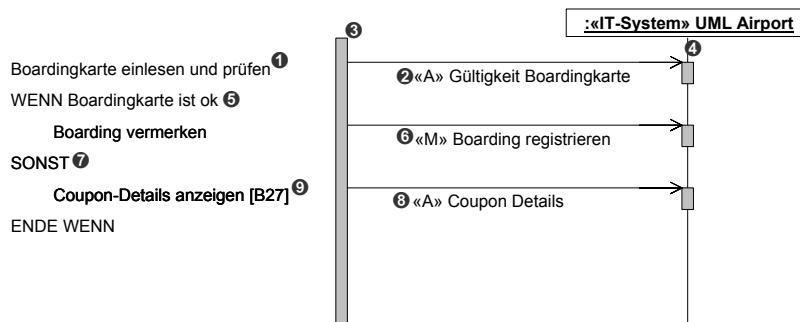 :«IT-System» UML Airport
❸
❹
Boardingkarte einlesen und prüfen❶
❷«A» Gültigkeit Boardingkarte
WENN Boardingkarte ist ok ❺
Boarding vermerken
❻«M» Boarding registrieren
SONST❼
Coupon-Details anzeigen [B27]❾
❽«A» Coupon Details
ENDE WENN